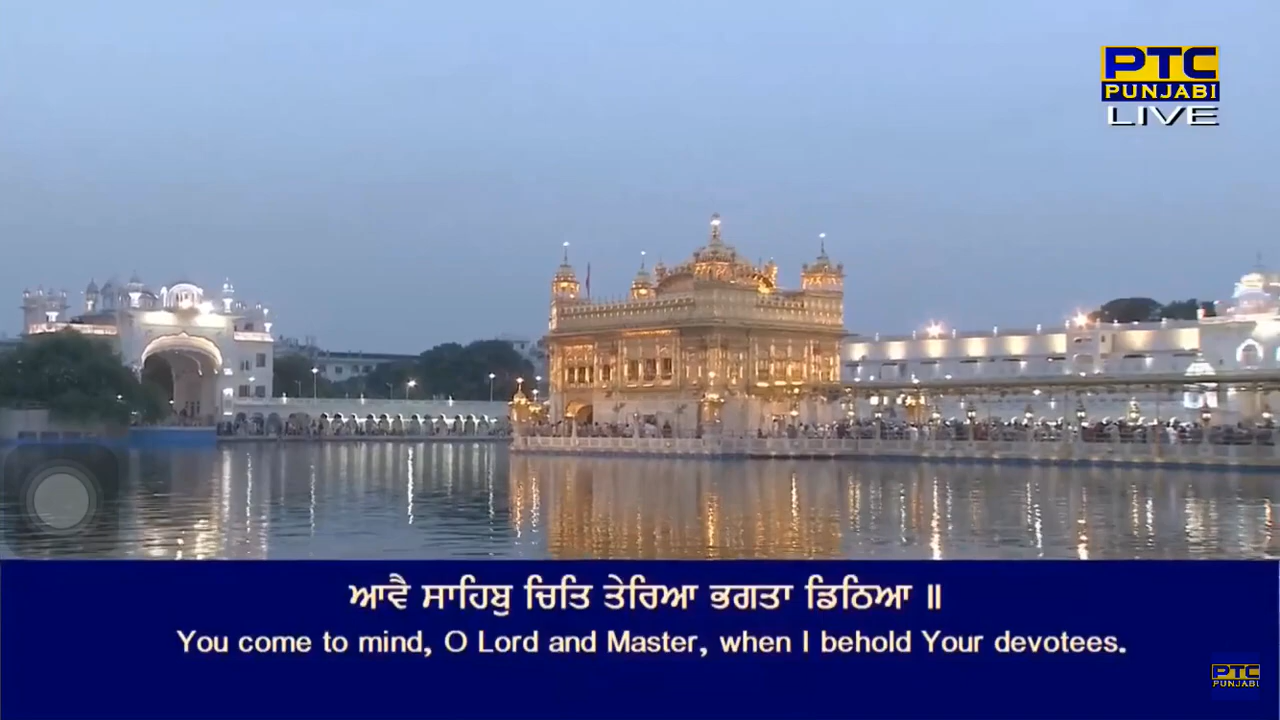 PTC
PUNJABI
LIVE
ਆਵੈ ਸਾਹਿਬੁ ਚਿਤਿ ਤੇਰਿਆ ਭਗਤਾ ਡਿਠਿਆ ॥
You come to mind, O Lord and Master, when I behold Your devotees.
PTC
PUNJABI